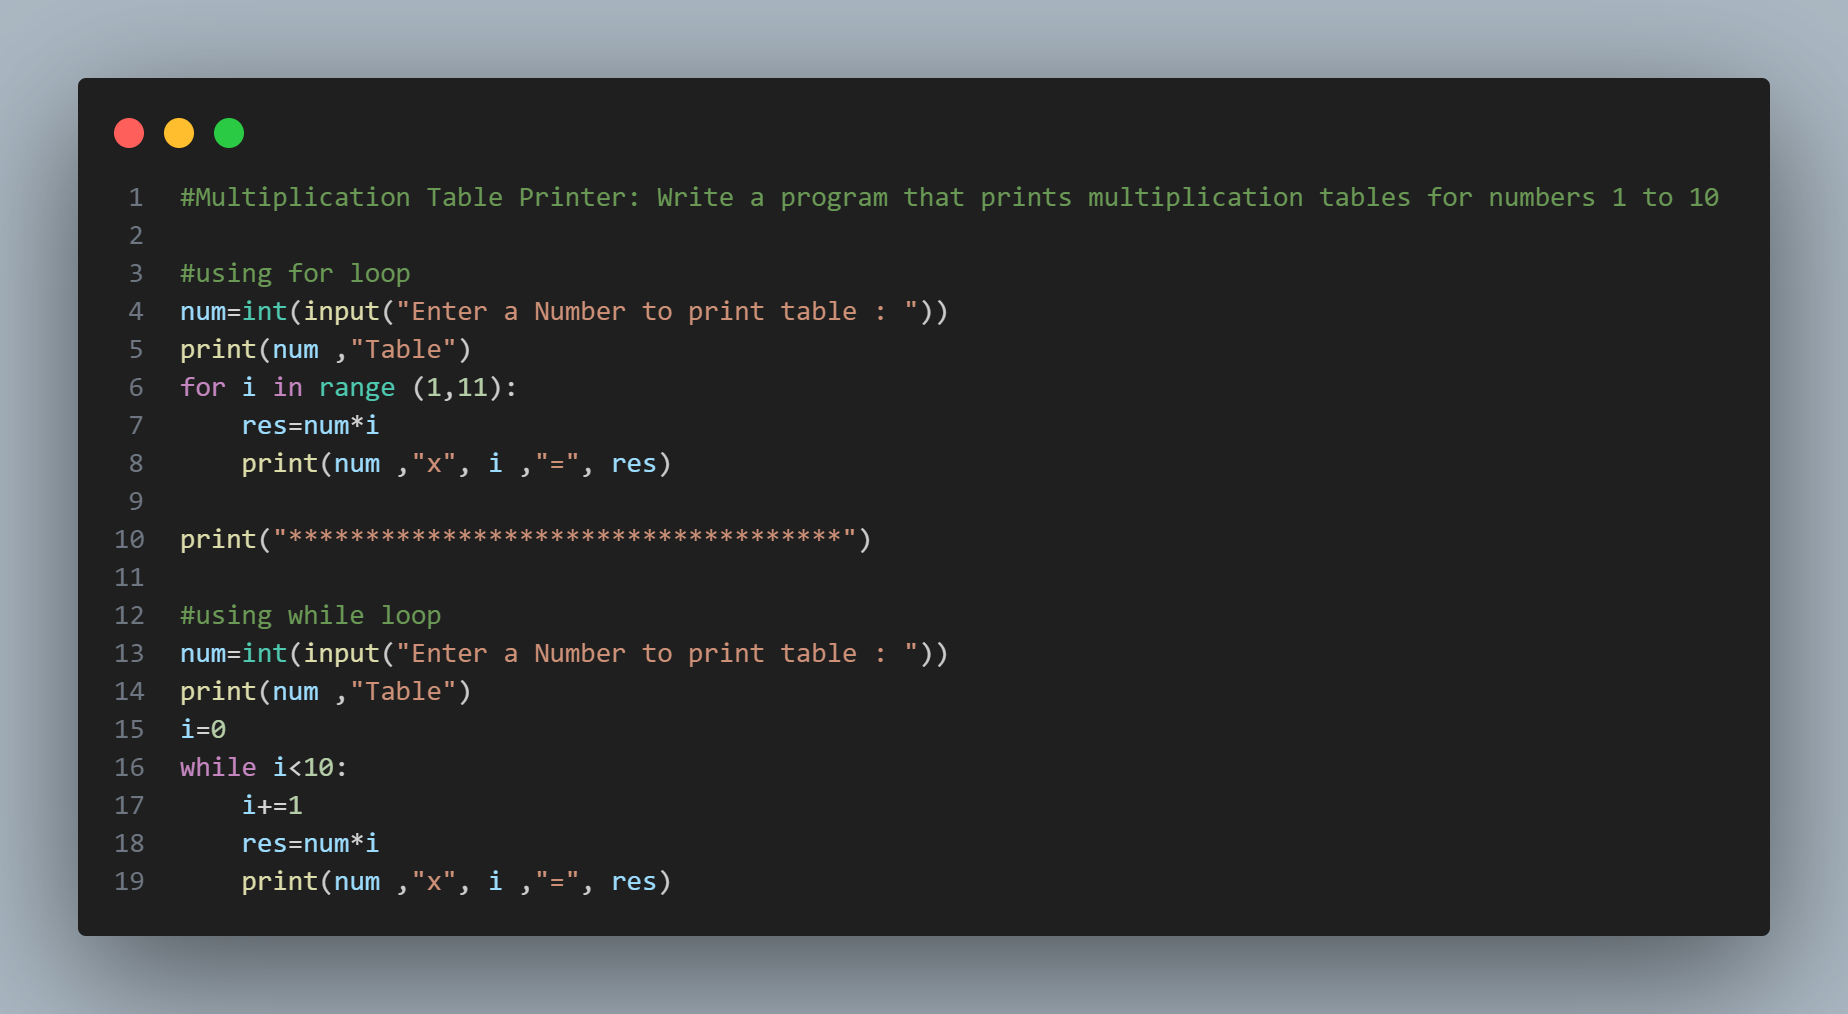 1 #Multiplication Table Printer: Write a program that prints multiplication tables for numbers 1 to 10
2
3 #using for loop
4 num=int(input("Enter a Number to print table : "))
5 print(num ,"Table")
6 for i in range (1,11):
7     res=num*i
8     print(num ,"x", i ,"=", res)
9
10 print("************************************")
11
12 #using while loop
13 num=int(input("Enter a Number to print table : "))
14 print(num ,"Table")
15 i=0
16 while i<10:
17     i+=1
18     res=num*i
19     print(num ,"x", i ,"=", res)